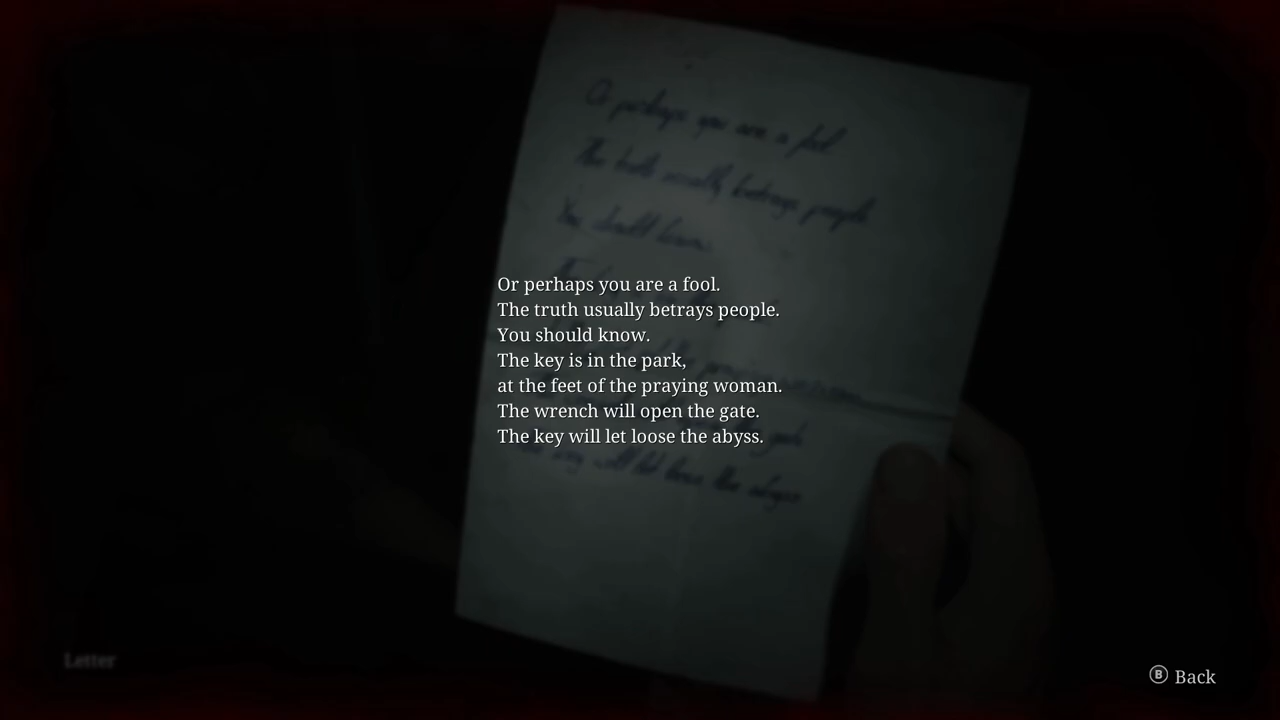 Or perhaps you are a fool.
The truth usually betrays people.
You should know.
The key is in the park,
at the feet of the praying woman.
The wrench will open the gate.
The key will let loose the abyss.
Letter
B Back